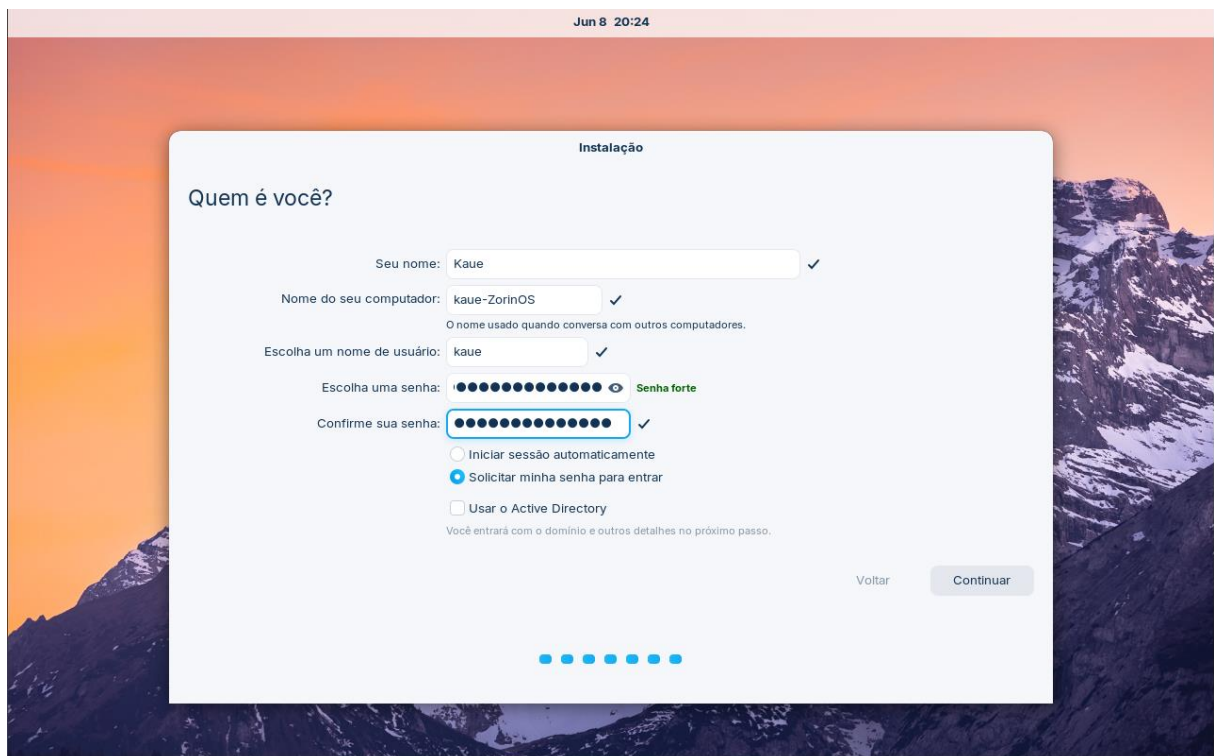 Jun 8 20:24
Instalação
Quem é você?
Seu nome: Kaue
Nome do seu computador: kaue-ZorinOS
O nome usado quando conversa com outros computadores.
Escolha um nome de usuário: kaue
Escolha uma senha: Senha forte
Confirme sua senha:
Iniciar sessão automaticamente
Solicitar minha senha para entrar
Usar o Active Directory
Você entrará com o domínio e outros detalhes no próximo passo.
Voltar Continuar